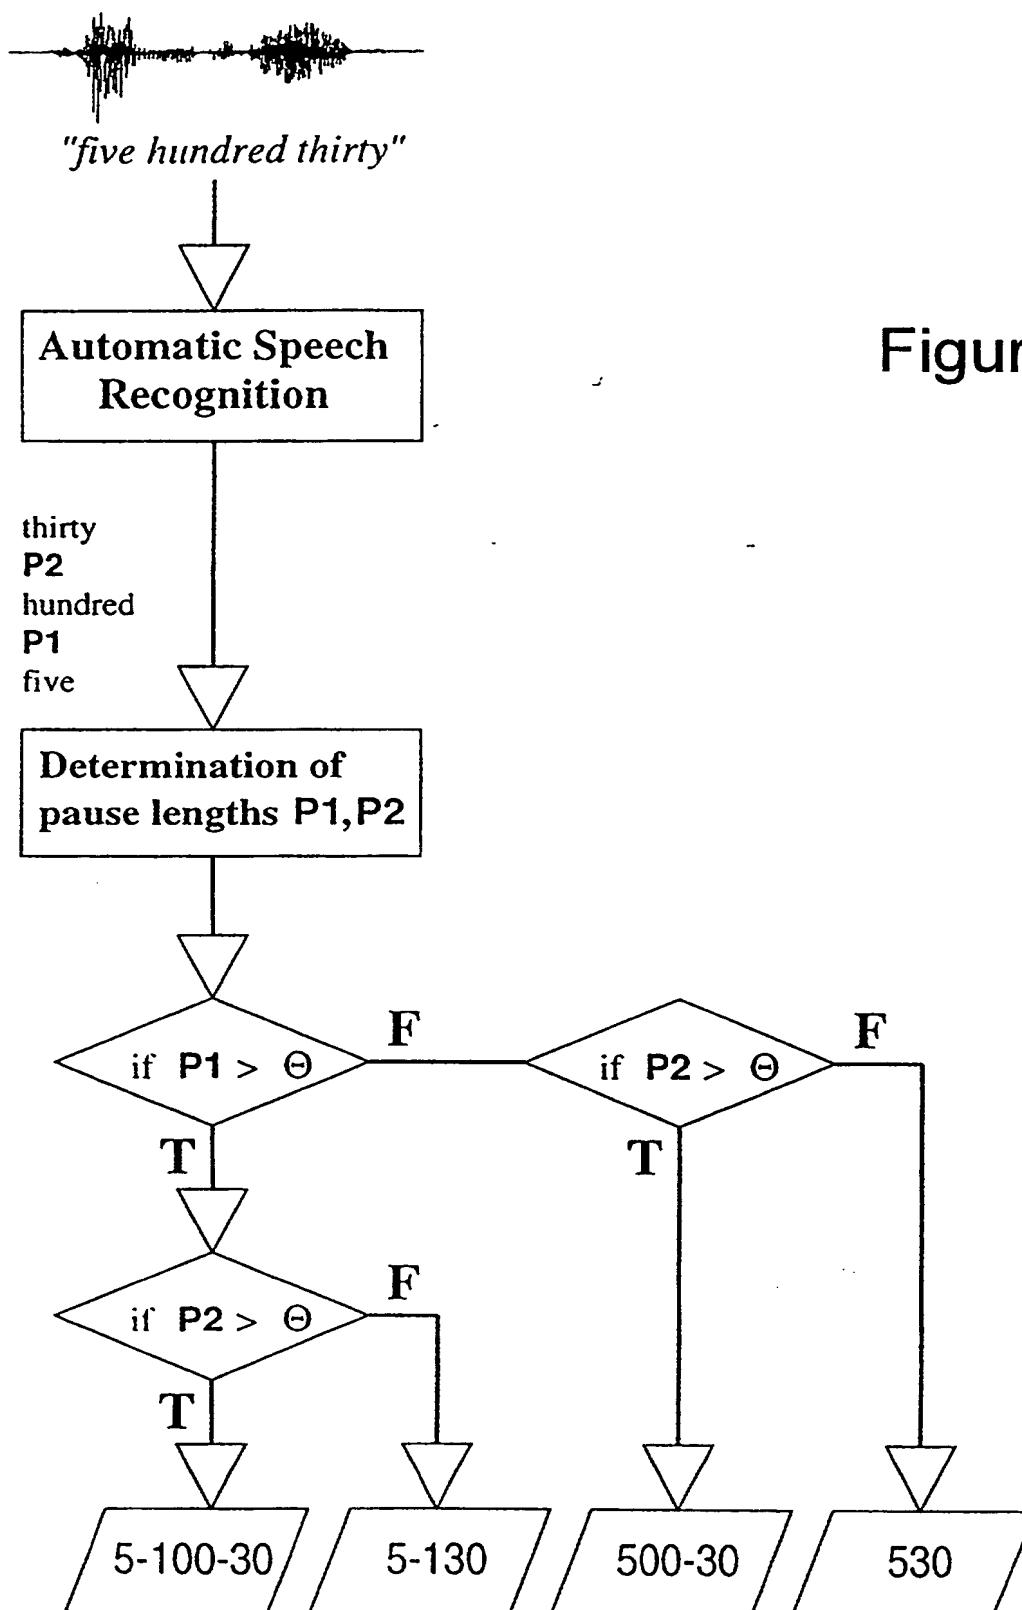 "five hundred thirty"
Automatic Speech
Recognition
Figur
thirty
P2
hundred
P1
five
Determination of
pause lengths P1,P2
if P1 > Θ
F
if P2 > Θ
F
T
T
if P2 > Θ
F
T
5-100-30
5-130
500-30
530